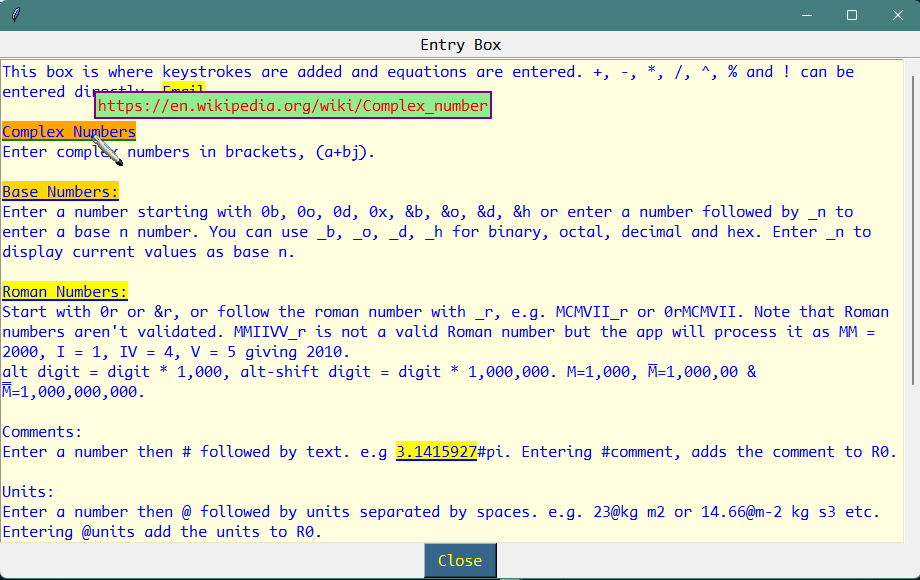 Entry Box
This box is where keystrokes are added and equations are entered. +, -, *, /, ^, % and ! can be
entered directly. Email
https://en.wikipedia.org/wiki/Complex_number
Complex Numbers
Enter complex numbers in brackets, (a+bj).
Base Numbers:
Enter a number starting with 0b, 0o, 0d, 0x, &b, &o, &d, &h or enter a number followed by _n to
enter a base n number. You can use _b, _o, _d, _h for binary, octal, decimal and hex. Enter _n to
display current values as base n.
Roman Numbers:
Start with 0r or &r, or follow the roman number with _r, e.g. MCMVII_r or 0rMCMVII. Note that Roman
numbers aren't validated. MMIIVV_r is not a valid Roman number but the app will process it as MM =
2000, I = 1, IV = 4, V = 5 giving 2010.
alt digit = digit * 1,000, alt-shift digit = digit * 1,000,000. M=1,000, M̅=1,000,00 &
M̿=1,000,000,000.
Comments:
Enter a number then # followed by text. e.g 3.1415927#pi. Entering #comment, adds the comment to R0.
Units:
Enter a number then @ followed by units separated by spaces. e.g. 23@kg m2 or 14.66@m-2 kg s3 etc.
Entering @units add the units to R0.
Close